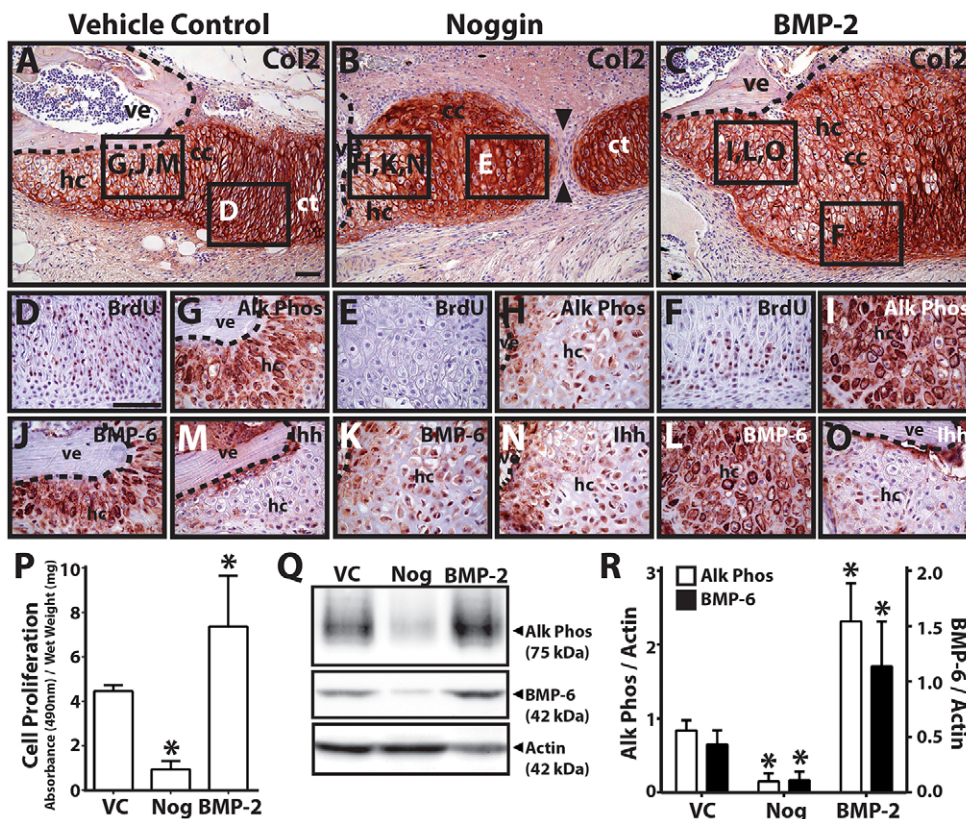 Vehicle Control
Noggin
BMP-2
A
Col2
ve
G,J,M
cc
hc
D
ct
B
Col2
cc
ve
H,K,N
E
ct
hc
C
Col2
hc
cc
I,L,O
F
D
BrdU
G
Alk Phos
ve
hc
E
BrdU
H
Alk Phos
ve
hc
F
BrdU
I
Alk Phos
hc
J
BMP-6
ve
hc
M
Ihh
ve
hc
K
BMP-6
hc
N
Ihh
ve
hc
L
BMP-6
hc
O
ve
Ihh
hc
P
Cell Proliferation
Absorbance (490nm) / Wet Weight (mg)
10
8
6
4
2
0
*
*
VC
Nog
BMP-2
Q
VC
Nog
BMP-2
Alk Phos
(75 kDa)
BMP-6
(42 kDa)
Actin
(42 kDa)
R
Alk Phos / Actin
3
2
1
0
Alk Phos
BMP-6
*
*
*
*
2.0
1.5
1.0
0.5
0.0
BMP-6 / Actin
VC
Nog
BMP-2